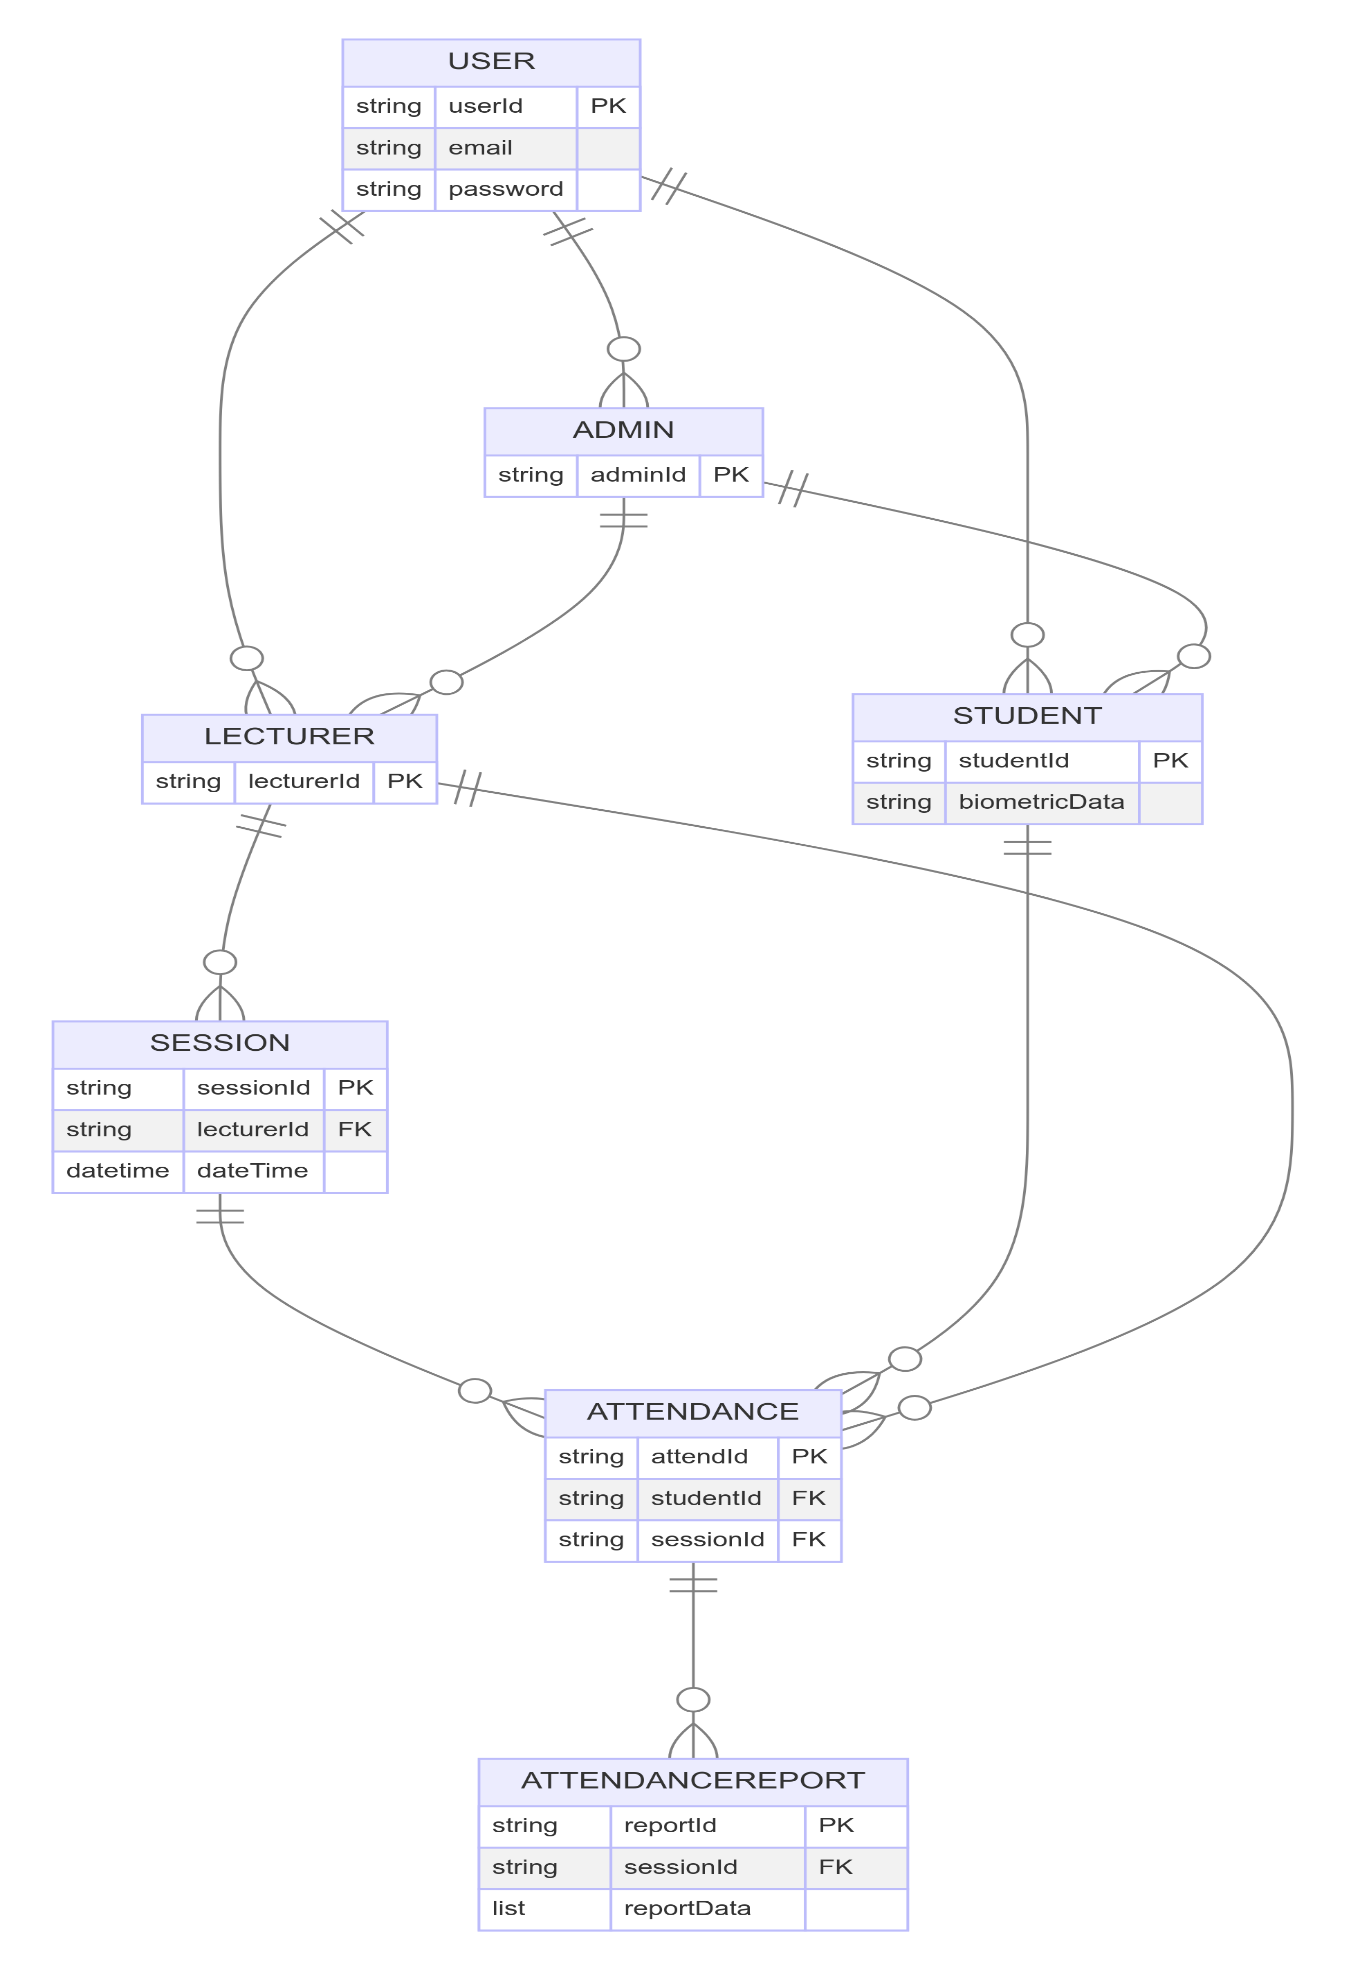 USER
string userId PK
string email
string password
ADMIN
string adminId PK
LECTURER
string lecturerId PK
STUDENT
string studentId PK
string biometricData
SESSION
string sessionId PK
string lecturerId FK
datetime dateTime
ATTENDANCE
string attendId PK
string studentId FK
string sessionId FK
ATTENDANCEREPORT
string reportId PK
string sessionId FK
list reportData